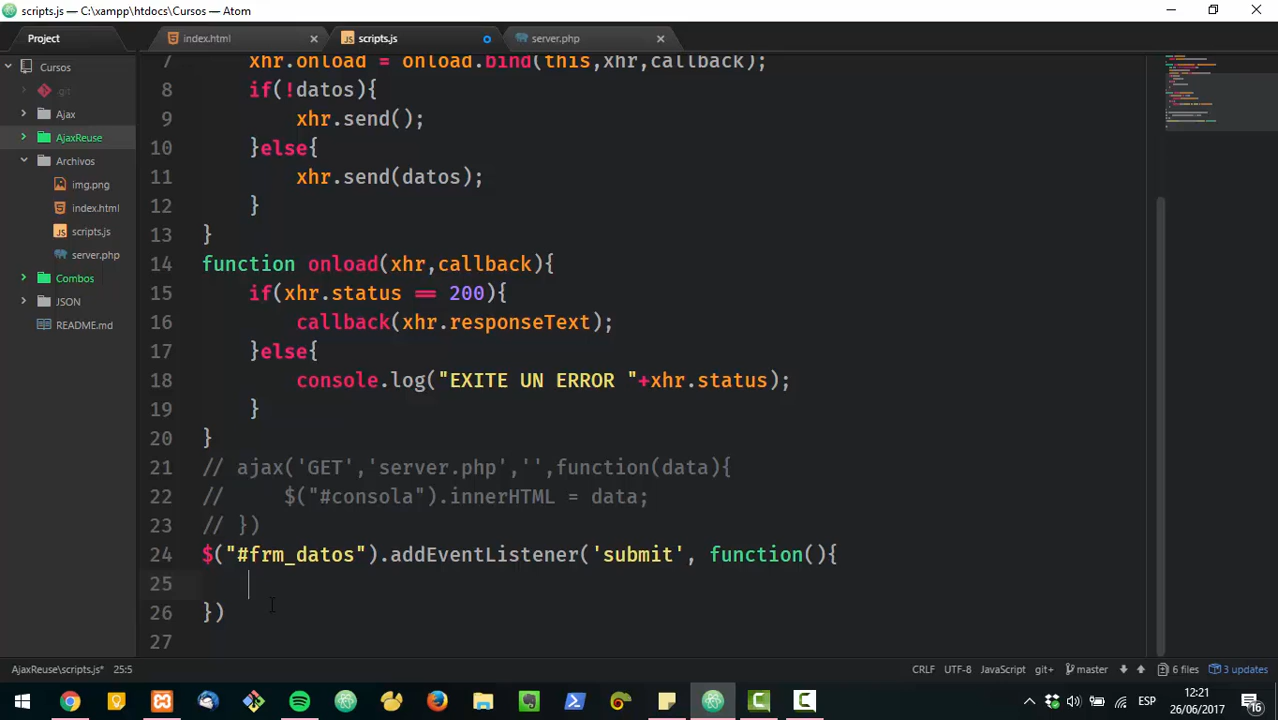 scripts.js — C:\xampp\htdocs\Cursos — Atom
Project
index.html
scripts.js
server.php
Cursos
.git
Ajax
AjaxReuse
Archivos
img.png
index.html
scripts.js
server.php
Combos
JSON
README.md
7 xhr.onload = onload.bind(this,xhr,callback);
8 if(!datos){
9 xhr.send();
10 }else{
11 xhr.send(datos);
12 }
13 }
14 function onload(xhr,callback){
15 if(xhr.status == 200){
16 callback(xhr.responseText);
17 }else{
18 console.log("EXITE UN ERROR "+xhr.status);
19 }
20 }
21 // ajax('GET','server.php','',function(data){
22 // $("#consola").innerHTML = data;
23 // })
24 $("#frm_datos").addEventListener('submit', function(){
25
26 })
27
AjaxReuse\scripts.js* 25:5
CRLF UTF-8 JavaScript git+ master 6 files 3 updates
ESP
12:21
26/06/2017
16